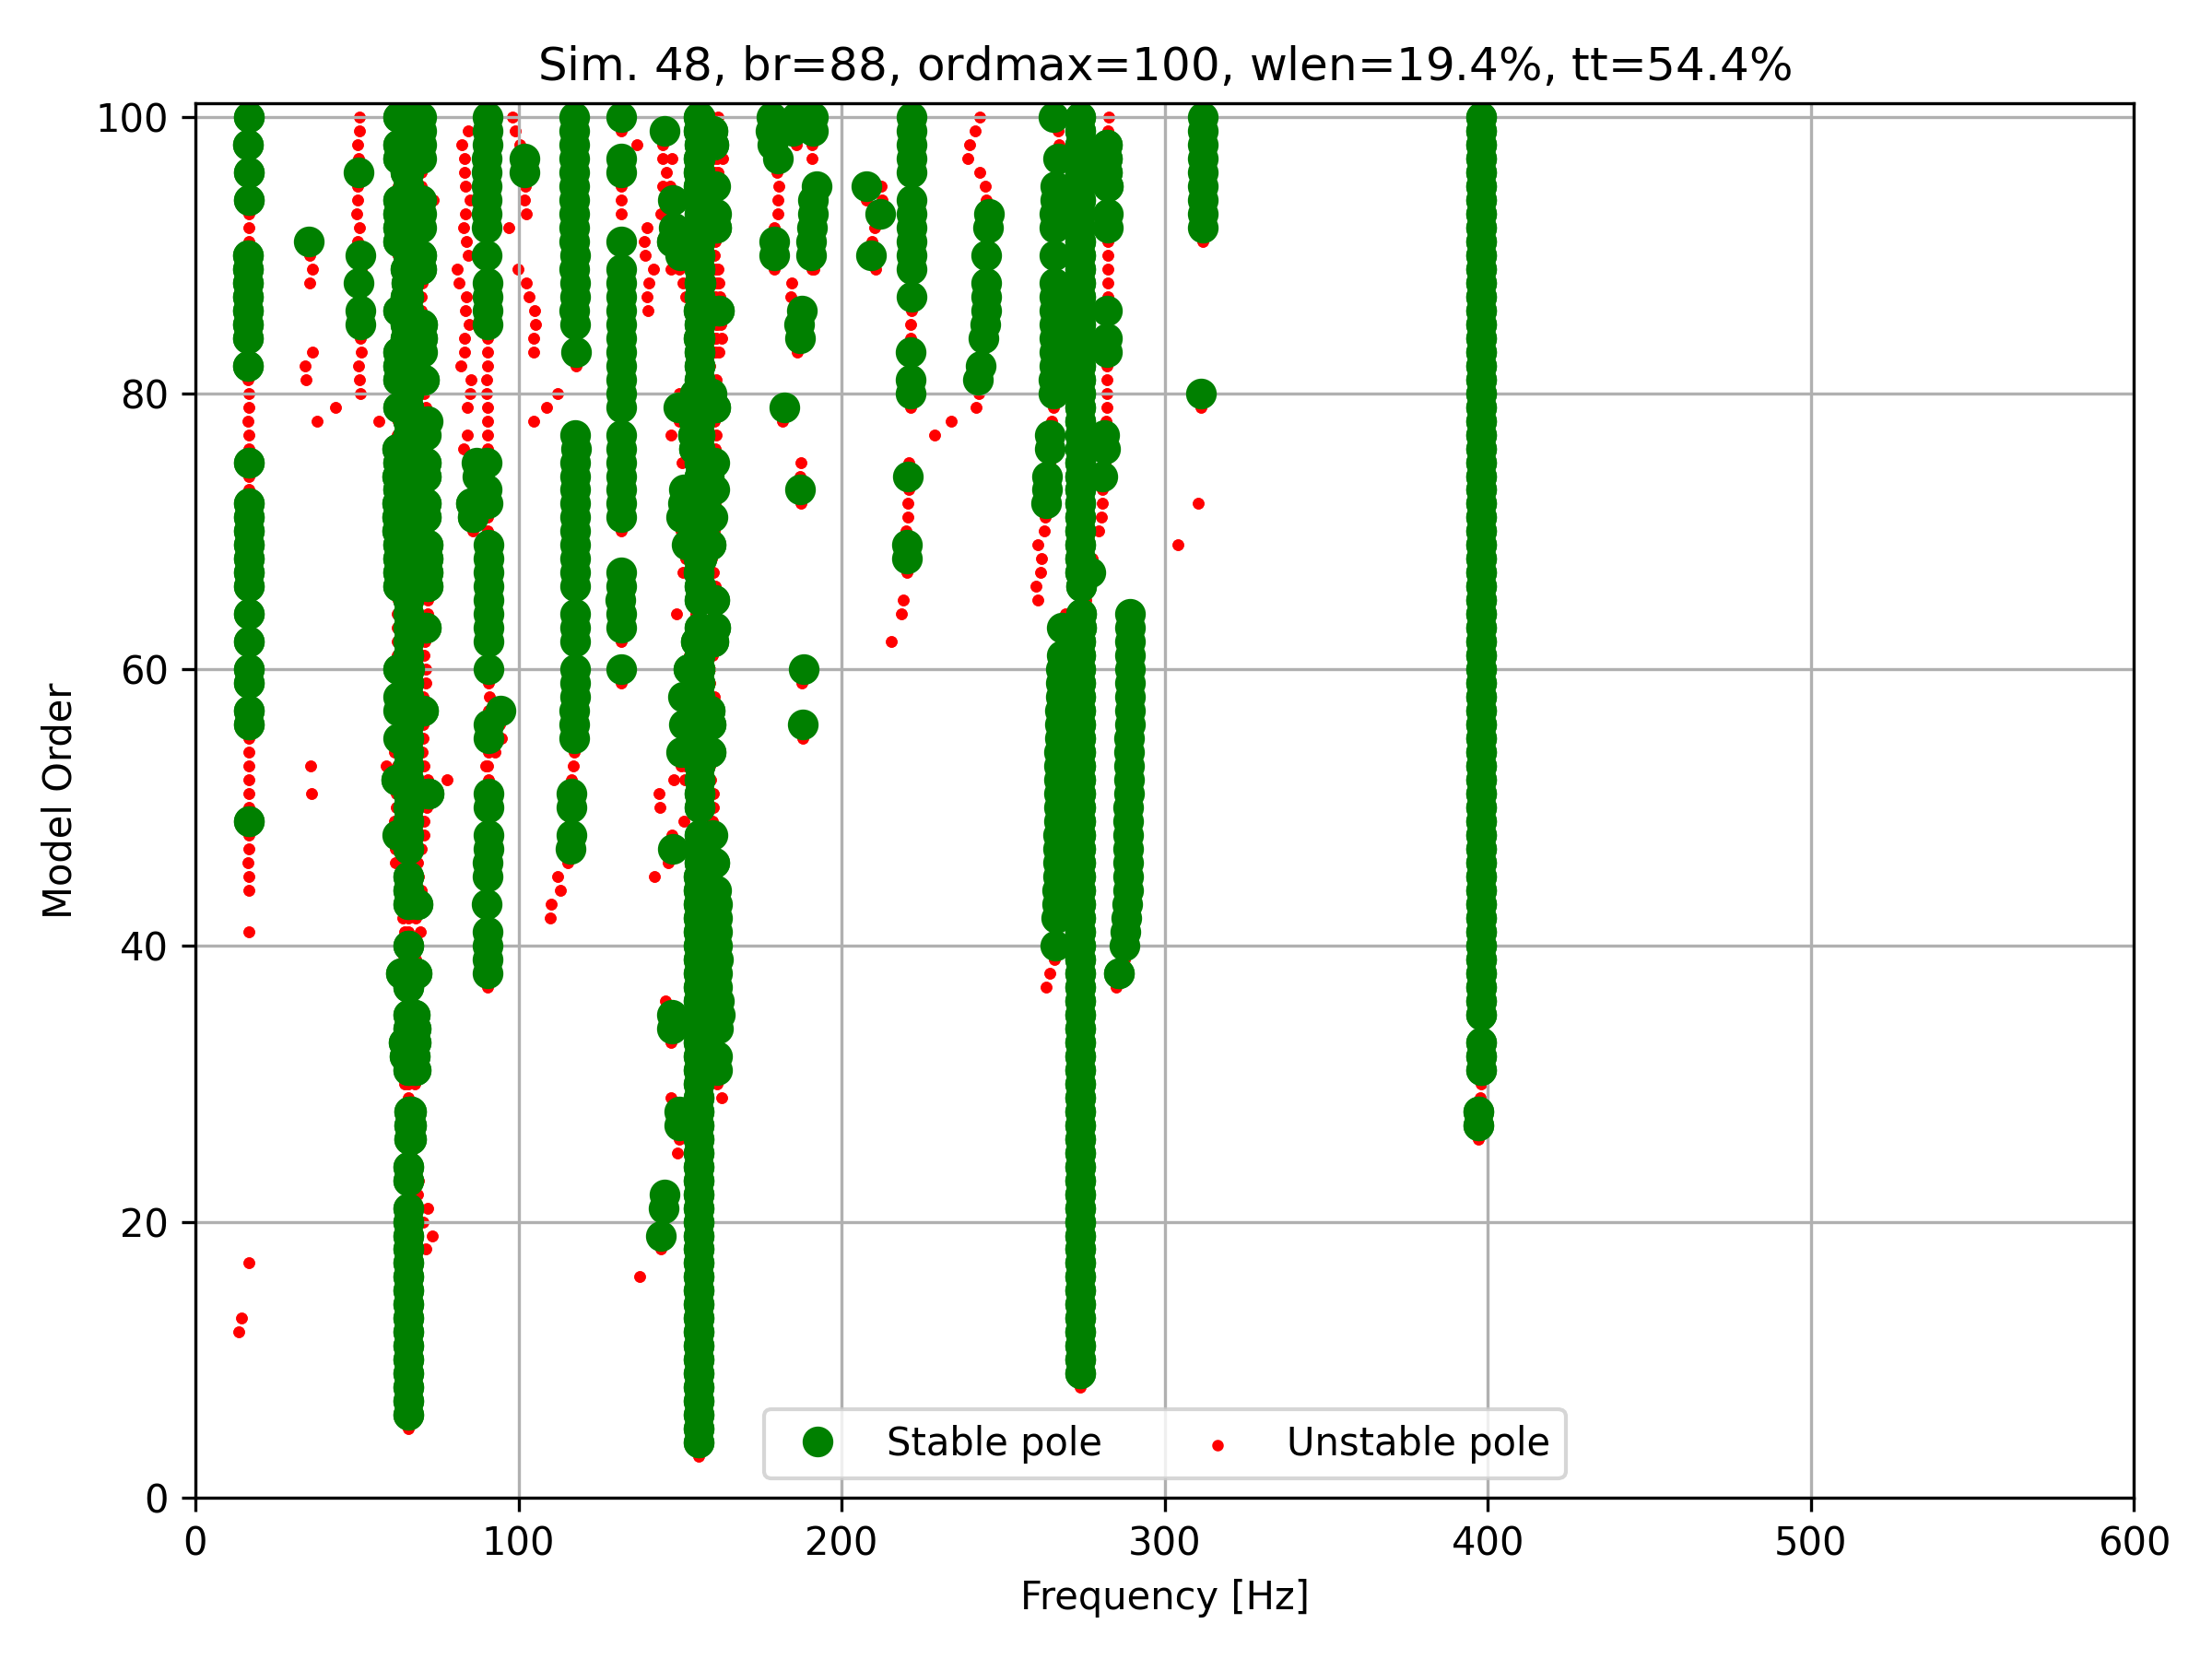 Sim. 48, br=88, ordmax=100, wlen=19.4%, tt=54.4%
100
80
60
40
20
0
Model Order
Stable pole
Unstable pole
0
100
200
300
400
500
600
Frequency [Hz]